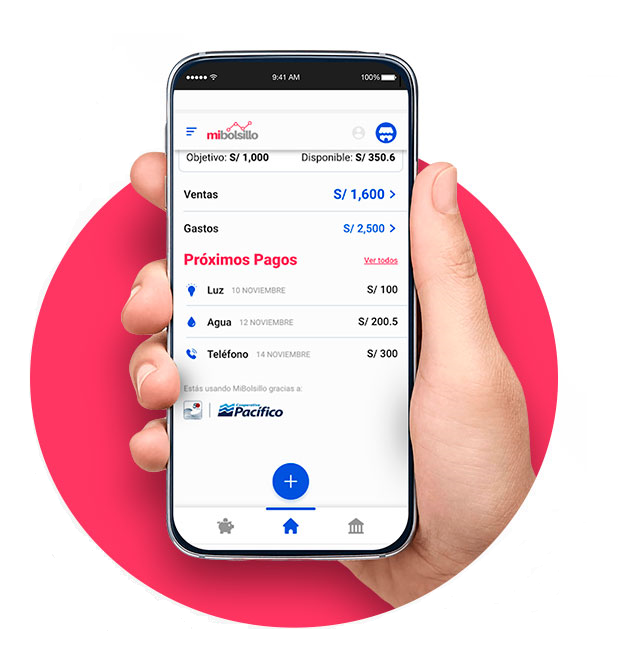 9:41 AM 100%
mibolsillo
Objetivo: S/ 1,000 Disponible: S/ 350.6
Ventas S/ 1,600 >
Gastos S/ 2,500 >
Próximos Pagos Ver todos
Luz 10 NOVIEMBRE S/ 100
Agua 12 NOVIEMBRE S/ 200.5
Teléfono 14 NOVIEMBRE S/ 300
Estás usando MiBolsillo gracias a:
Cooperativa
Pacífico